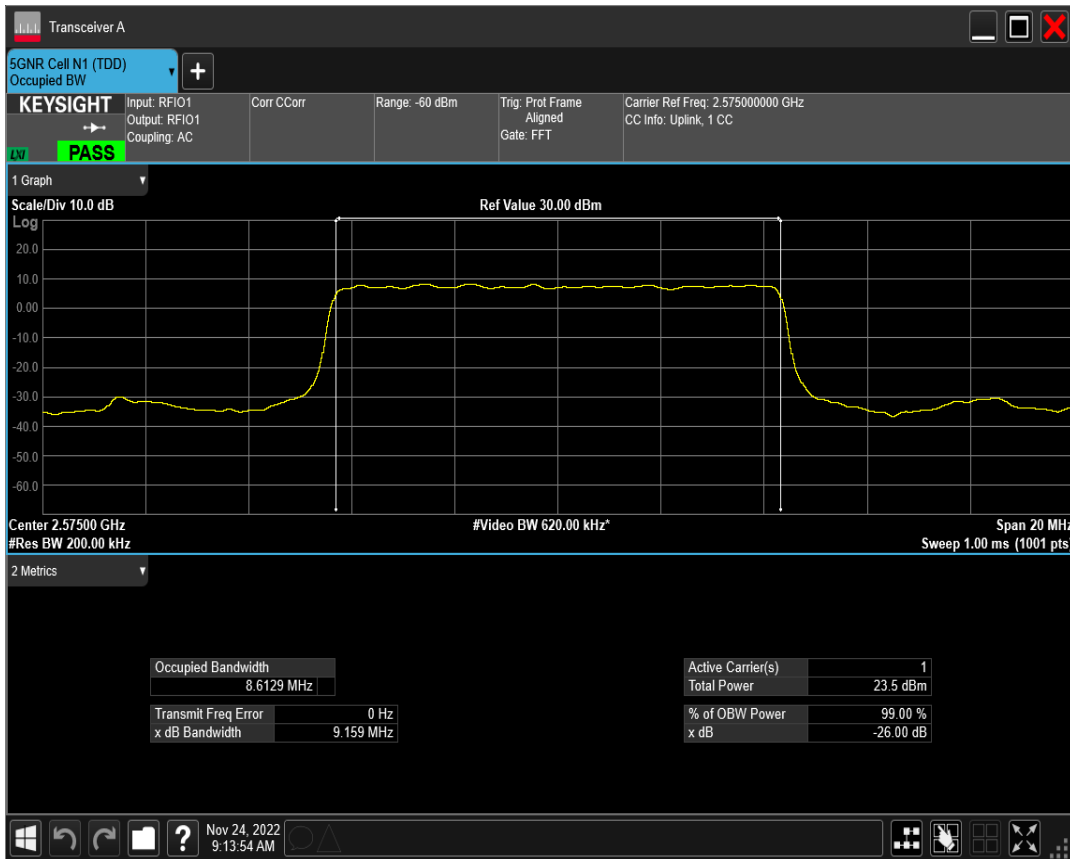 Transceiver A
5GNR Cell N1 (TDD)
Occupied BW
+
KEYSIGHT
LXI
PASS
Input: RFIO1
Output: RFIO1
Coupling: AC
Corr CCorr
Range: -60 dBm
Trig: Prot Frame
Aligned
Gate: FFT
Carrier Ref Freq: 2.575000000 GHz
CC Info: Uplink, 1 CC
1 Graph
Scale/Div 10.0 dB
Ref Value 30.00 dBm
Log
20.0
10.0
0.00
-10.0
-20.0
-30.0
-40.0
-50.0
-60.0
Center 2.57500 GHz
#Video BW 620.00 kHz*
Span 20 MHz
#Res BW 200.00 kHz
Sweep 1.00 ms (1001 pts)
2 Metrics
Occupied Bandwidth
8.6129 MHz
Transmit Freq Error 0 Hz
x dB Bandwidth 9.159 MHz
Active Carrier(s) 1
Total Power 23.5 dBm
% of OBW Power 99.00 %
x dB -26.00 dB
?
Nov 24, 2022
9:13:54 AM